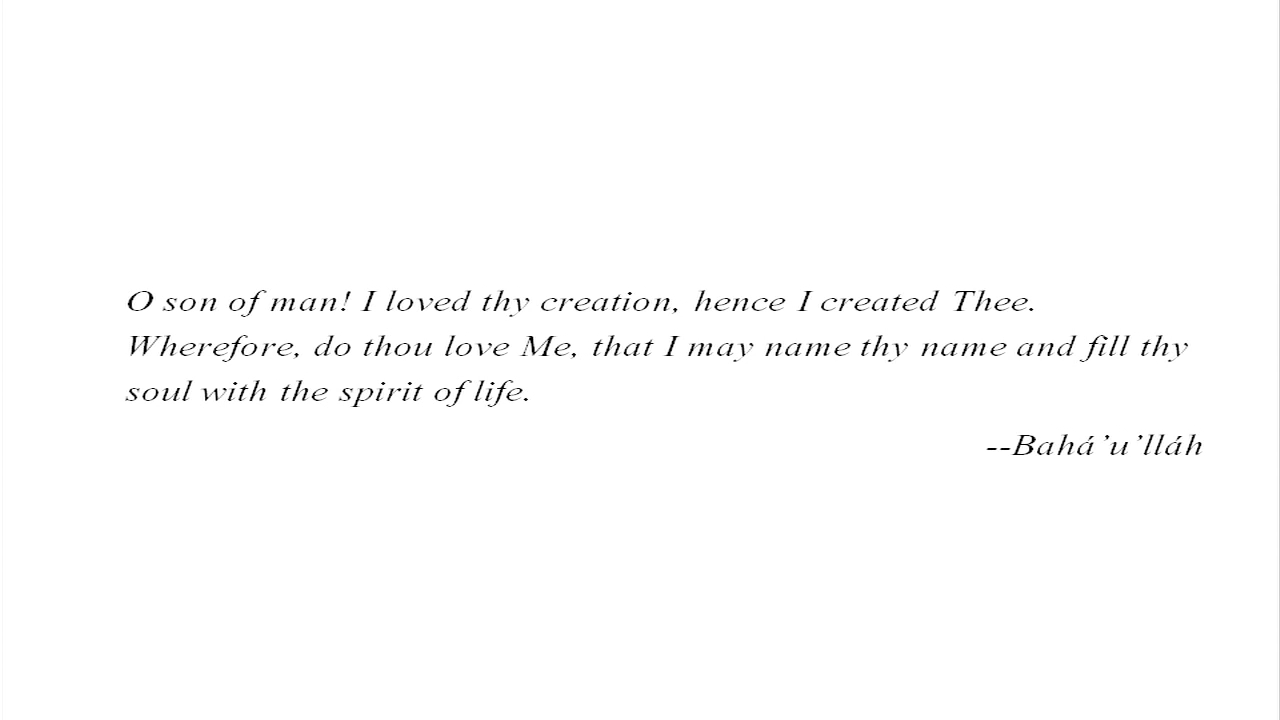 O son of man! I loved thy creation, hence I created Thee.
Wherefore, do thou love Me, that I may name thy name and fill thy
soul with the spirit of life.
--Bahá’u’lláh